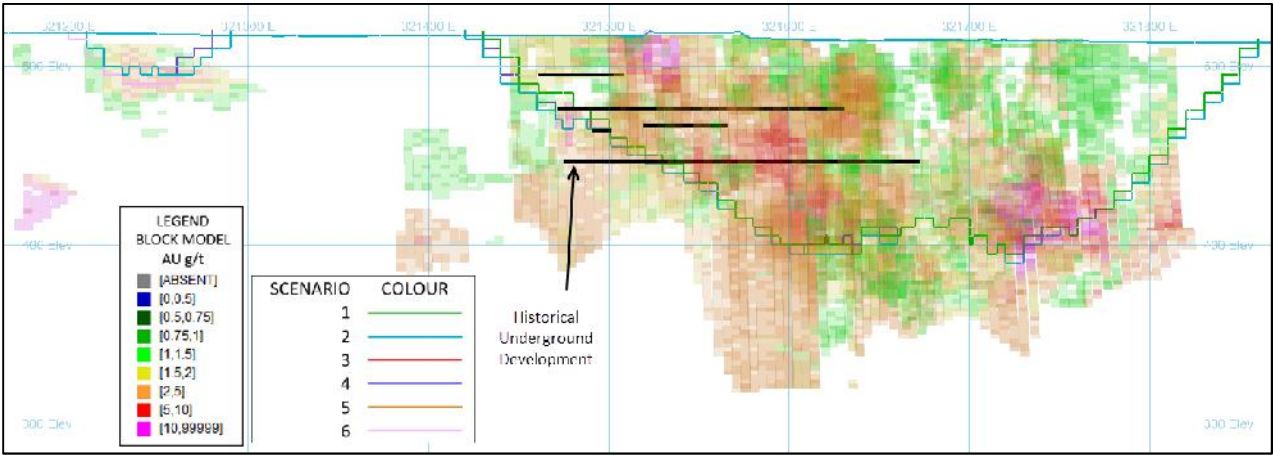 321200 E 321300 E 321400 E 321500 E 321600 E 321700 E 321800 E
500 Elev 500 Elev
400 Elev 400 Elev
300 Elev 300 Elev
LEGEND
BLOCK MODEL
AU g/t
[ABSENT]
[0,0.5]
[0.5,0.75]
[0.75,1]
[1,1.5]
[1.5,2]
[2,5]
[5,10]
[10,99999]
SCENARIO COLOUR
1
2
3
4
5
6
Historical
Underground
Development